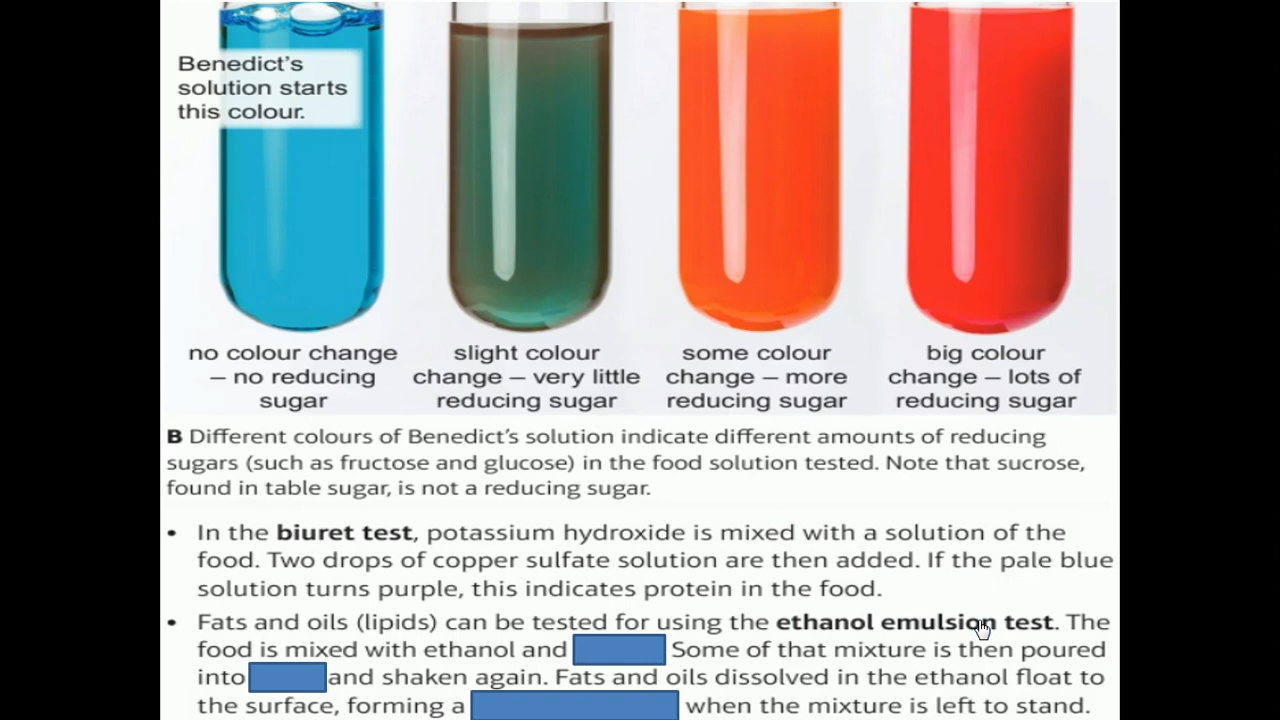 Benedict's
solution starts
this colour.
no colour change
– no reducing
sugar
slight colour
change – very little
reducing sugar
some colour
change – more
reducing sugar
big colour
change – lots of
reducing sugar
B Different colours of Benedict's solution indicate different amounts of reducing
sugars (such as fructose and glucose) in the food solution tested. Note that sucrose,
found in table sugar, is not a reducing sugar.
• In the biuret test, potassium hydroxide is mixed with a solution of the
food. Two drops of copper sulfate solution are then added. If the pale blue
solution turns purple, this indicates protein in the food.
• Fats and oils (lipids) can be tested for using the ethanol emulsion test. The
food is mixed with ethanol and Some of that mixture is then poured
into and shaken again. Fats and oils dissolved in the ethanol float to
the surface, forming a when the mixture is left to stand.